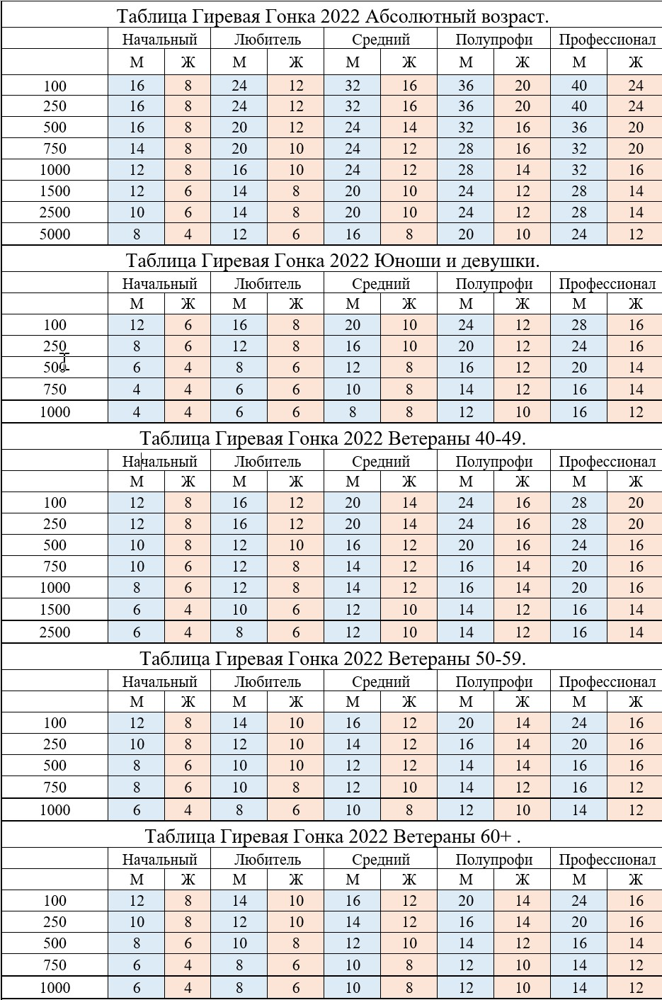 Таблица Гиревая Гонка 2022 Абсолютный возраст.
Начальный Любитель Средний Полупрофи Профессионал
М Ж М Ж М Ж М Ж М Ж
100 16 8 24 12 32 16 36 20 40 24
250 16 8 24 12 32 16 36 20 40 24
500 16 8 20 12 24 14 32 16 36 20
750 14 8 20 10 24 12 28 16 32 20
1000 12 8 16 10 24 12 28 14 32 16
1500 12 6 14 8 20 10 24 12 28 14
2500 10 6 14 8 20 10 24 12 28 14
5000 8 4 12 6 16 8 20 10 24 12
Таблица Гиревая Гонка 2022 Юноши и девушки.
Начальный Любитель Средний Полупрофи Профессионал
М Ж М Ж М Ж М Ж М Ж
100 12 6 16 8 20 10 24 12 28 16
250 8 6 12 8 16 10 20 12 24 16
500 6 4 8 6 12 8 16 12 20 14
750 4 4 6 6 10 8 14 12 16 14
1000 4 4 6 6 8 8 12 10 16 12
Таблица Гиревая Гонка 2022 Ветераны 40-49.
Начальный Любитель Средний Полупрофи Профессионал
М Ж М Ж М Ж М Ж М Ж
100 12 8 16 12 20 14 24 16 28 20
250 12 8 16 12 20 14 24 16 28 20
500 10 8 12 10 16 12 20 16 24 16
750 10 6 12 8 14 12 16 14 20 16
1000 8 6 12 8 14 12 16 14 20 16
1500 6 4 10 6 12 10 14 12 16 14
2500 6 4 8 6 12 10 14 12 16 14
Таблица Гиревая Гонка 2022 Ветераны 50-59.
Начальный Любитель Средний Полупрофи Профессионал
М Ж М Ж М Ж М Ж М Ж
100 12 8 14 10 16 12 20 14 24 16
250 10 8 12 10 14 12 16 14 20 16
500 8 6 10 10 12 12 14 14 16 16
750 8 6 10 8 12 10 14 12 16 12
1000 6 4 8 6 10 8 12 10 14 12
Таблица Гиревая Гонка 2022 Ветераны 60+ .
Начальный Любитель Средний Полупрофи Профессионал
М Ж М Ж М Ж М Ж М Ж
100 12 8 14 10 16 12 20 14 24 16
250 10 8 12 10 14 12 16 14 20 16
500 8 6 10 8 12 10 14 12 16 14
750 6 4 8 6 10 8 12 10 14 12
1000 6 4 8 6 10 8 12 10 14 12